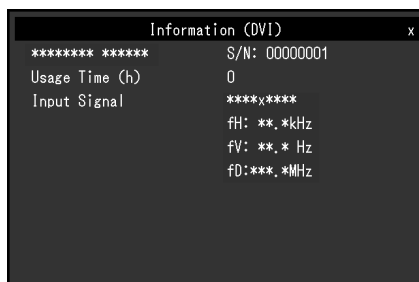 Information (DVI) x
******** ****** S/N: 00000001
Usage Time (h) 0
Input Signal ****x****
fH: **.*kHz
fV: **.* Hz
fD:***.*MHz